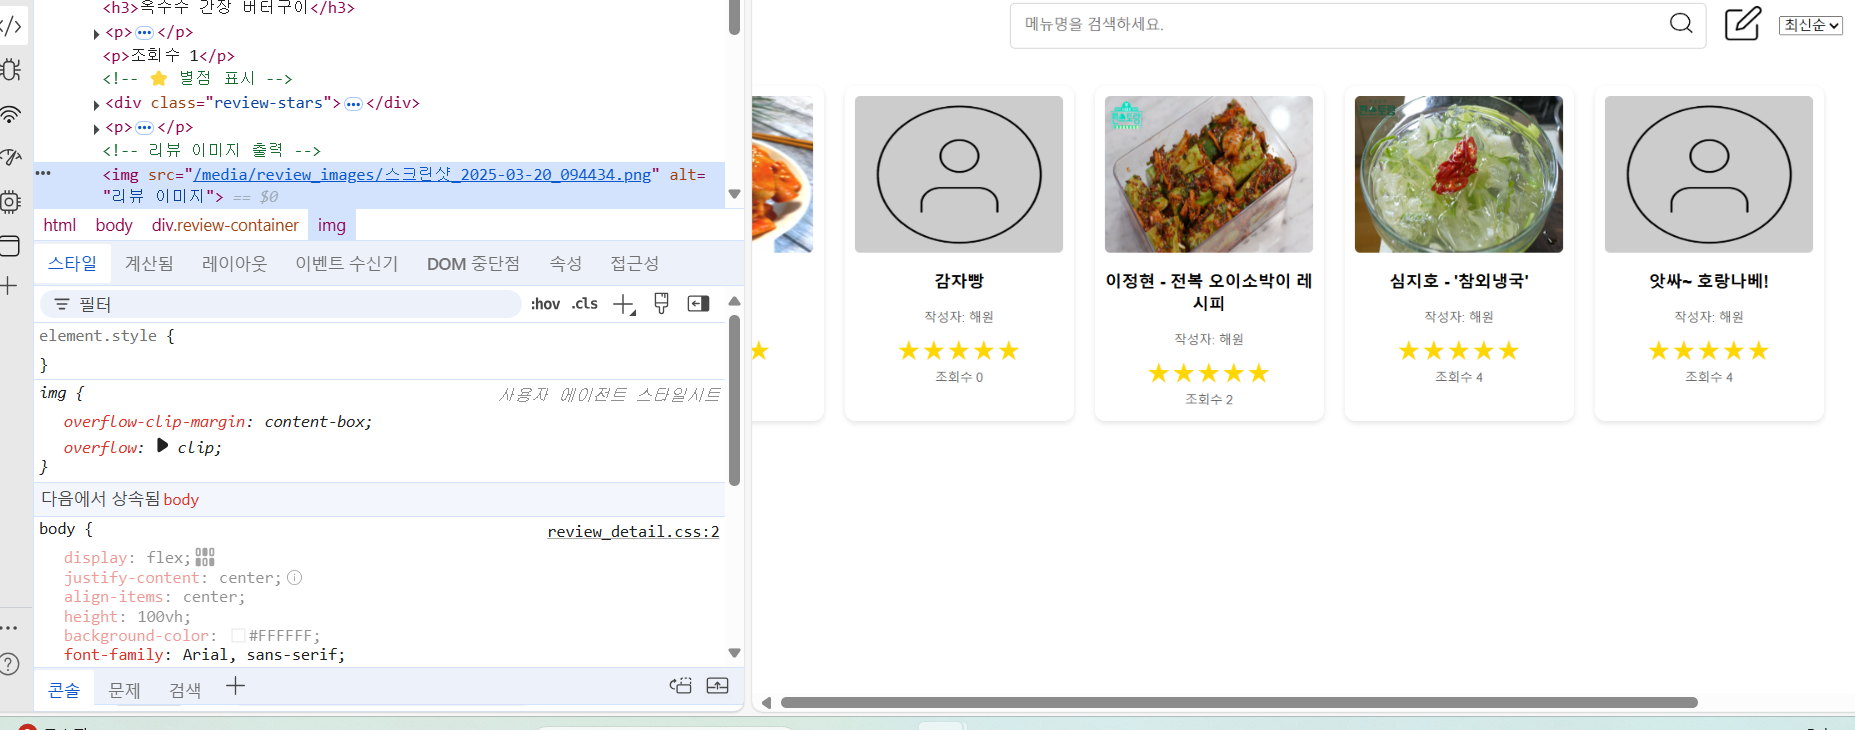 <h3>옥수수 간장 버터구이</h3>
<p>•••</p>
<p>조회수 1</p>
<!-- ⭐ 별점 표시 -->
<div class="review-stars">•••</div>
<p>•••</p>
<!-- 리뷰 이미지 출력 -->
<img src="/media/review_images/스크린샷_2025-03-20_094434.png" alt=
"리뷰 이미지"> == $0
html body div.review-container img
스타일 계산됨 레이아웃 이벤트 수신기 DOM 중단점 속성 접근성
필터 :hov .cls
element.style {
}
img { 사용자 에이전트 스타일시트
overflow-clip-margin: content-box;
overflow: clip;
}
다음에서 상속됨 body
body { review_detail.css:2
display: flex;
justify-content: center;
align-items: center;
height: 100vh;
background-color: #FFFFFF;
font-family: Arial, sans-serif;
콘솔 문제 검색
메뉴명을 검색하세요. 최신순
감자빵
작성자: 해원
★★★★★
조회수 0
이정현 - 전복 오이소박이 레
시피
작성자: 해원
★★★★★
조회수 2
심지호 - '참외냉국'
작성자: 해원
★★★★★
조회수 4
앗싸~ 호랑나베!
작성자: 해원
★★★★★
조회수 4